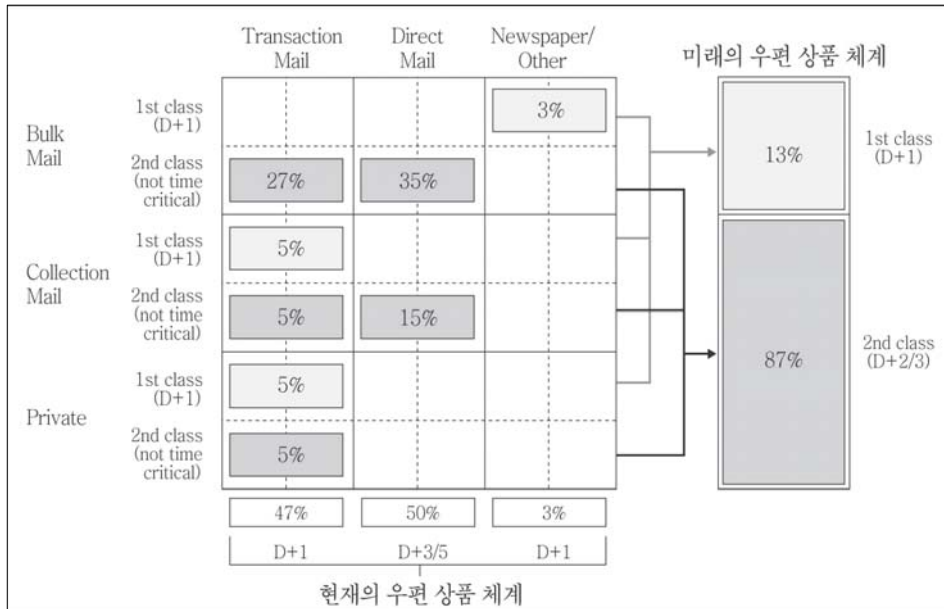 Transaction Mail
Direct Mail
Newspaper/ Other
미래의 우편 상품 체계
Bulk Mail
1st class (D+1)
3%
2nd class (not time critical)
27%
35%
Collection Mail
1st class (D+1)
5%
2nd class (not time critical)
5%
15%
Private
1st class (D+1)
5%
2nd class (not time critical)
5%
13%
1st class (D+1)
87%
2nd class (D+2/3)
47%
50%
3%
D+1
D+3/5
D+1
현재의 우편 상품 체계